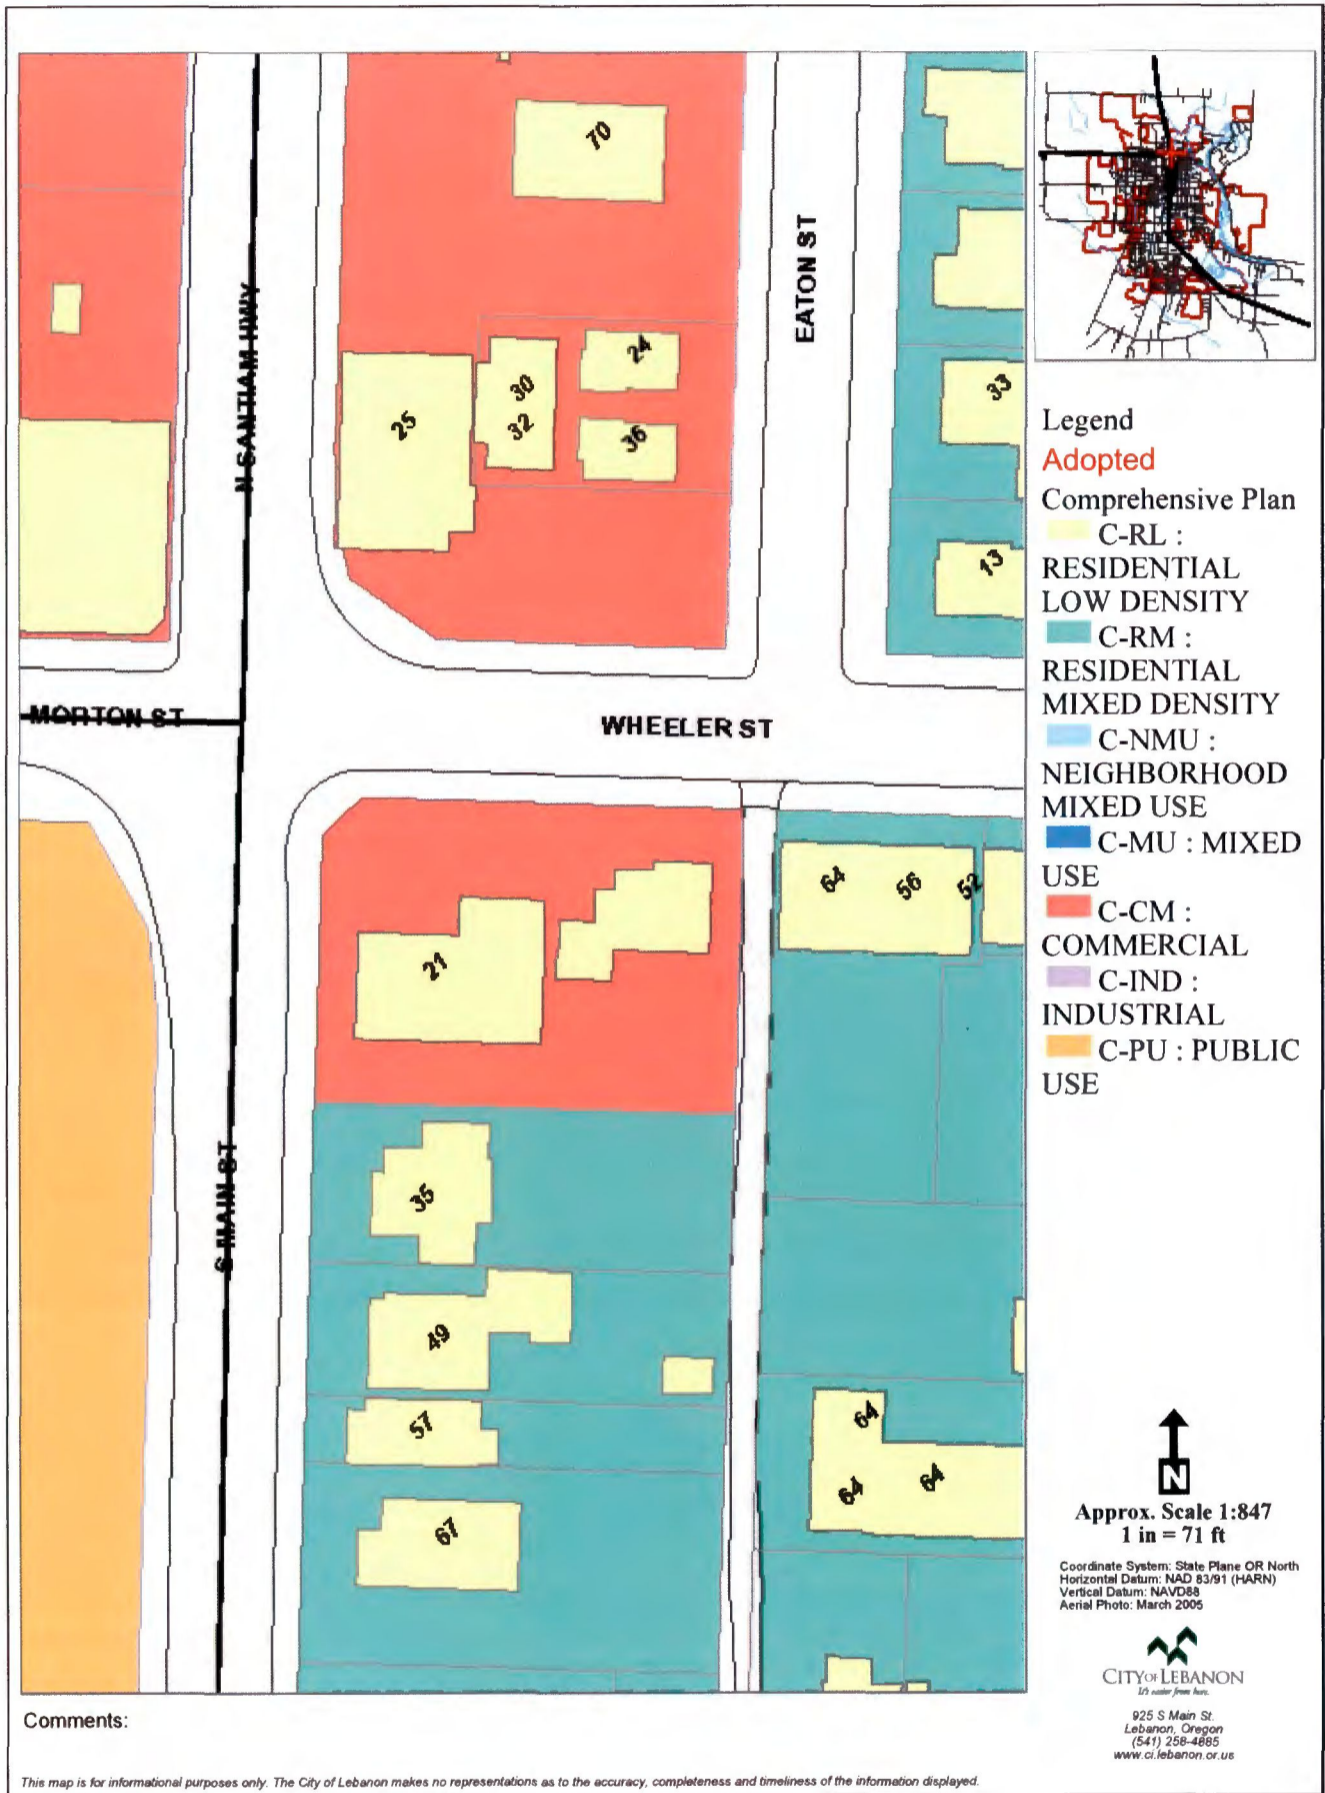 70
24
30
32
25
36
33
13
N SANTIAM HWY
EATON ST
MORTON ST
WHEELER ST
64
56
52
21
35
49
57
67
64
64
64
S MAIN ST
Legend
Adopted
Comprehensive Plan
C-RL :
RESIDENTIAL
LOW DENSITY
C-RM :
RESIDENTIAL
MIXED DENSITY
C-NMU :
NEIGHBORHOOD
MIXED USE
C-MU : MIXED
USE
C-CM :
COMMERCIAL
C-IND :
INDUSTRIAL
C-PU : PUBLIC
USE
N
Approx. Scale 1:847
1 in = 71 ft
Coordinate System: State Plane OR North
Horizontal Datum: NAD 83/91 (HARN)
Vertical Datum: NAVD88
Aerial Photo: March 2005
CITY OF LEBANON
It's easier from here.
925 S Main St.
Lebanon, Oregon
(541) 258-4885
www.ci.lebanon.or.us
Comments:
This map is for informational purposes only. The City of Lebanon makes no representations as to the accuracy, completeness and timeliness of the information displayed.